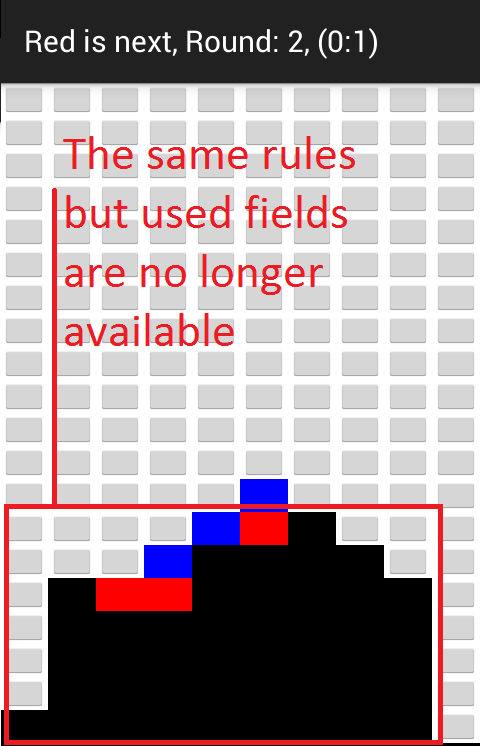 Red is next, Round: 2, (0:1)
The same rules
but used fields
are no longer
available